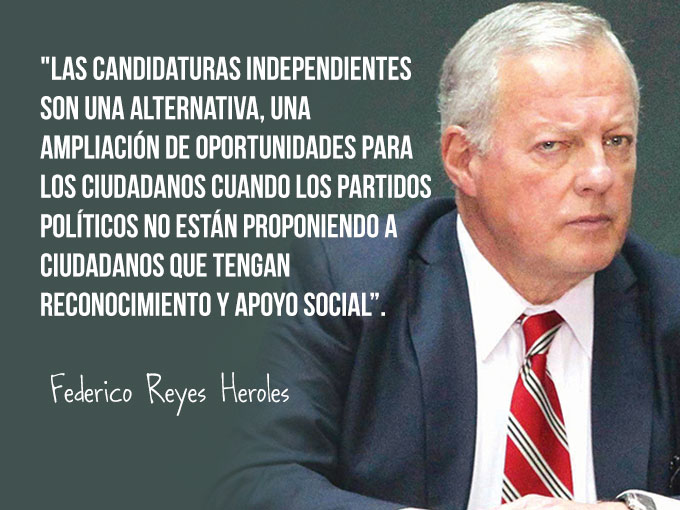 "LAS CANDIDATURAS INDEPENDIENTES
SON UNA ALTERNATIVA, UNA
AMPLIACIÓN DE OPORTUNIDADES PARA
LOS CIUDADANOS CUANDO LOS PARTIDOS
POLÍTICOS NO ESTÁN PROPONIENDO A
CIUDADANOS QUE TENGAN
RECONOCIMIENTO Y APOYO SOCIAL”.
Federico Reyes Heroles